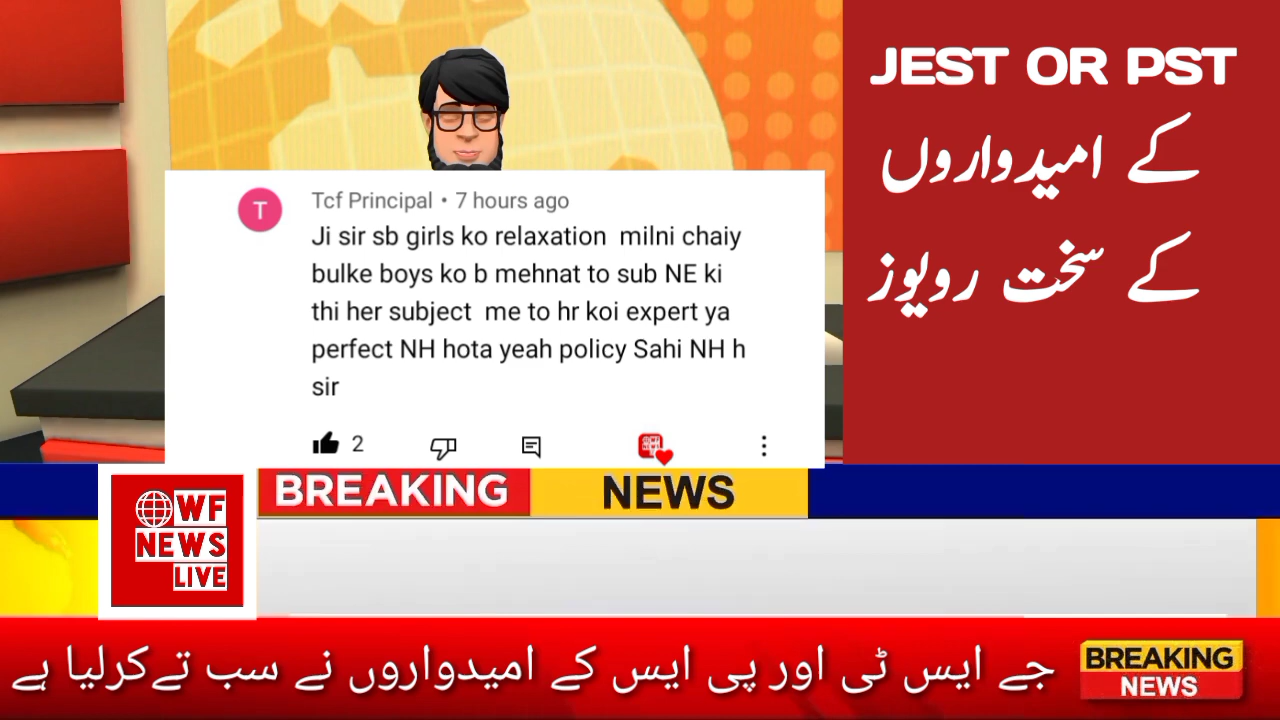 JEST OR PST
کے امیدواروں
کے سخت رویوز
T
Tcf Principal • 7 hours ago
Ji sir sb girls ko relaxation milni chaiy
bulke boys ko b mehnat to sub NE ki
thi her subject me to hr koi expert ya
perfect NH hota yeah policy Sahi NH h
sir
2
BREAKING NEWS
WF
NEWS
LIVE
جے ایس ٹی اور پی ایس کے امیدواروں نے سب تےکرلیا ہے
BREAKING
NEWS